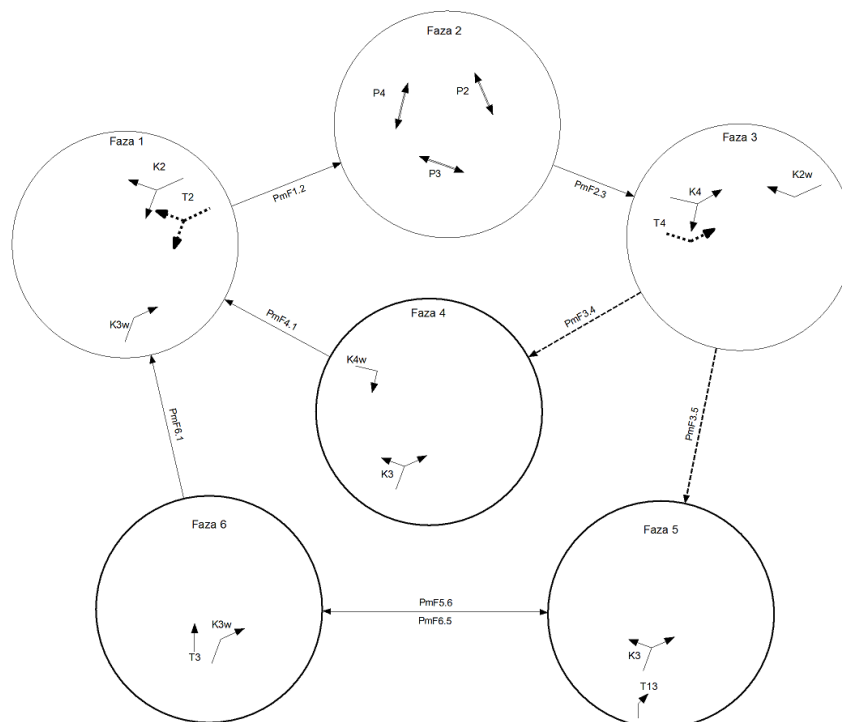 Faza 2
P4
P2
P3
Faza 1
K2
T2
K3w
PmF1.2
PmF2.3
Faza 3
K4
K2w
T4
PmF4.1
Faza 4
K4w
K3
PmF3.4
PmF3.5
PmF6.1
Faza 6
K3w
T3
PmF5.6
PmF6.5
Faza 5
K3
T13